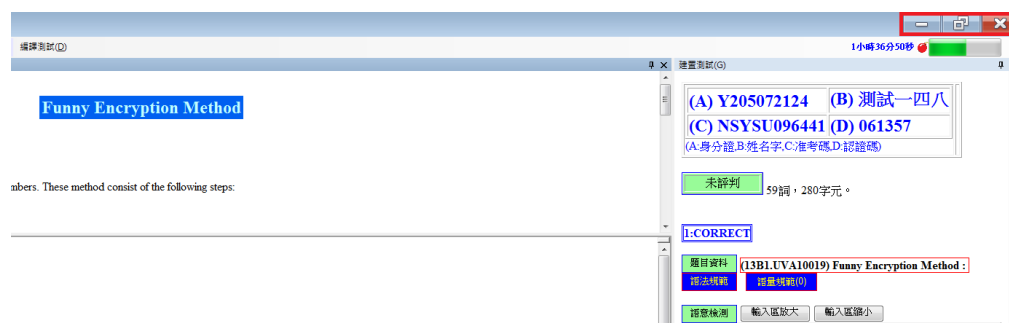 編譯測試(D)
1小時36分50秒
建置測試(G)
Funny Encryption Method
(A) Y205072124 (B) 測試一四八
(C) NSYSU096441 (D) 061357
(A:身分證,B:姓名字,C:准考碼,D:認證碼)
mbers. These method consist of the following steps:
未評判 59詞，280字元。
1:CORRECT
題目資料 (13B1.UVA10019) Funny Encryption Method :
語法規範 語量規範(0)
語意檢測 輸入區放大 輸入區縮小